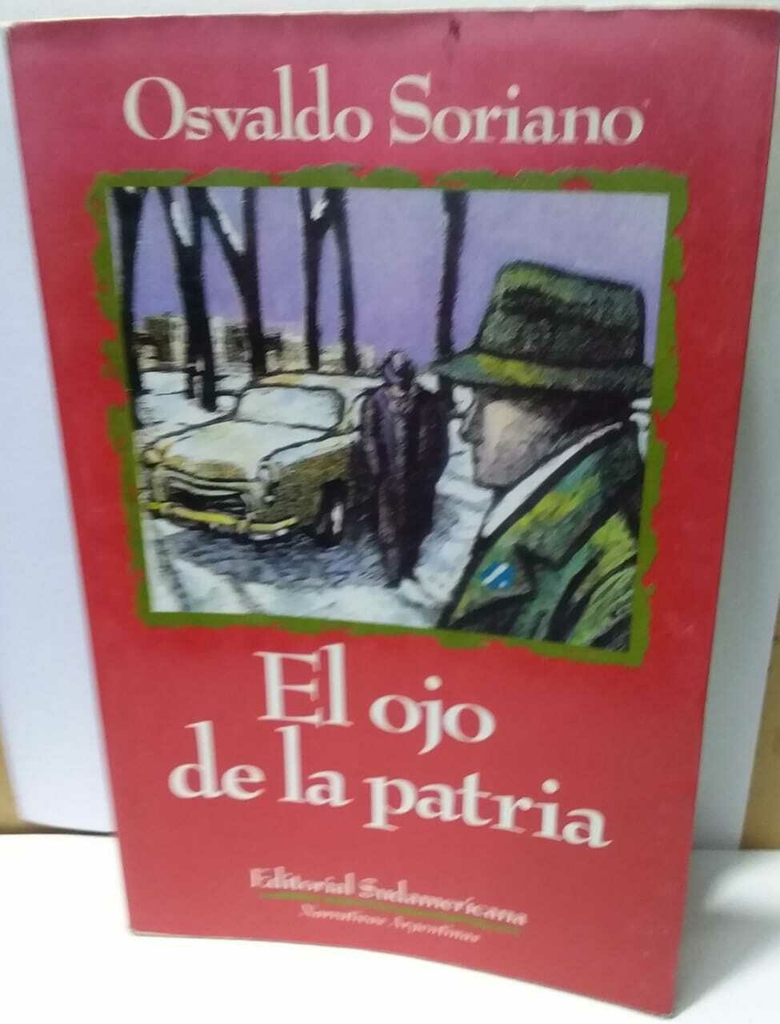 Osvaldo Soriano
El ojo
de la patria
Editorial Sudamericana
Narrativas Argentinas